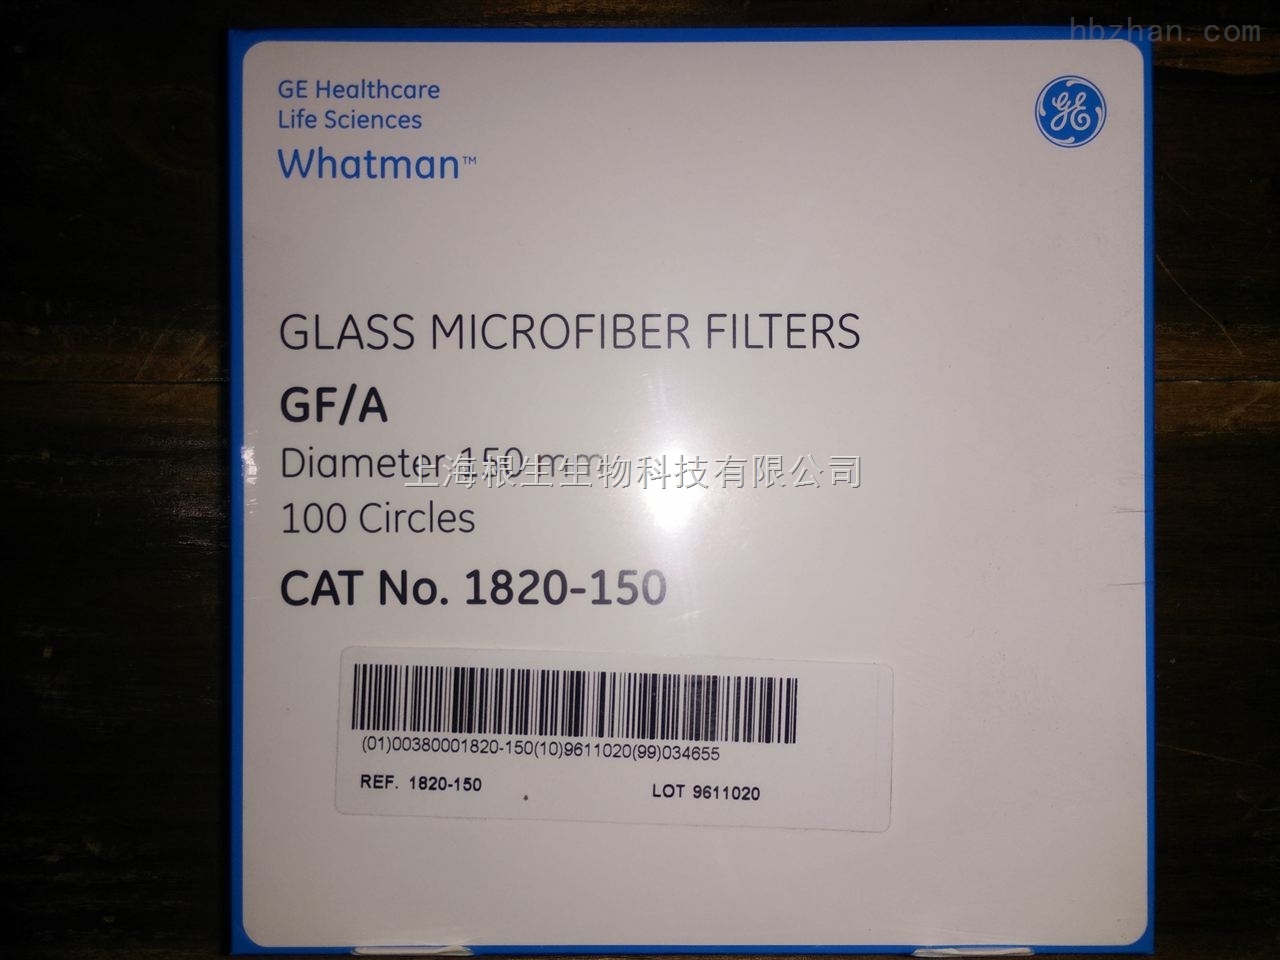 hbzhan.com
GE Healthcare
Life Sciences
Whatman™
GE
GLASS MICROFIBER FILTERS
GF/A
Diameter 150 mm
上海根生生物科技有限公司
100 Circles
CAT No. 1820-150
(01)00380001820-150(10)9611020(99)034655
REF. 1820-150
LOT 9611020